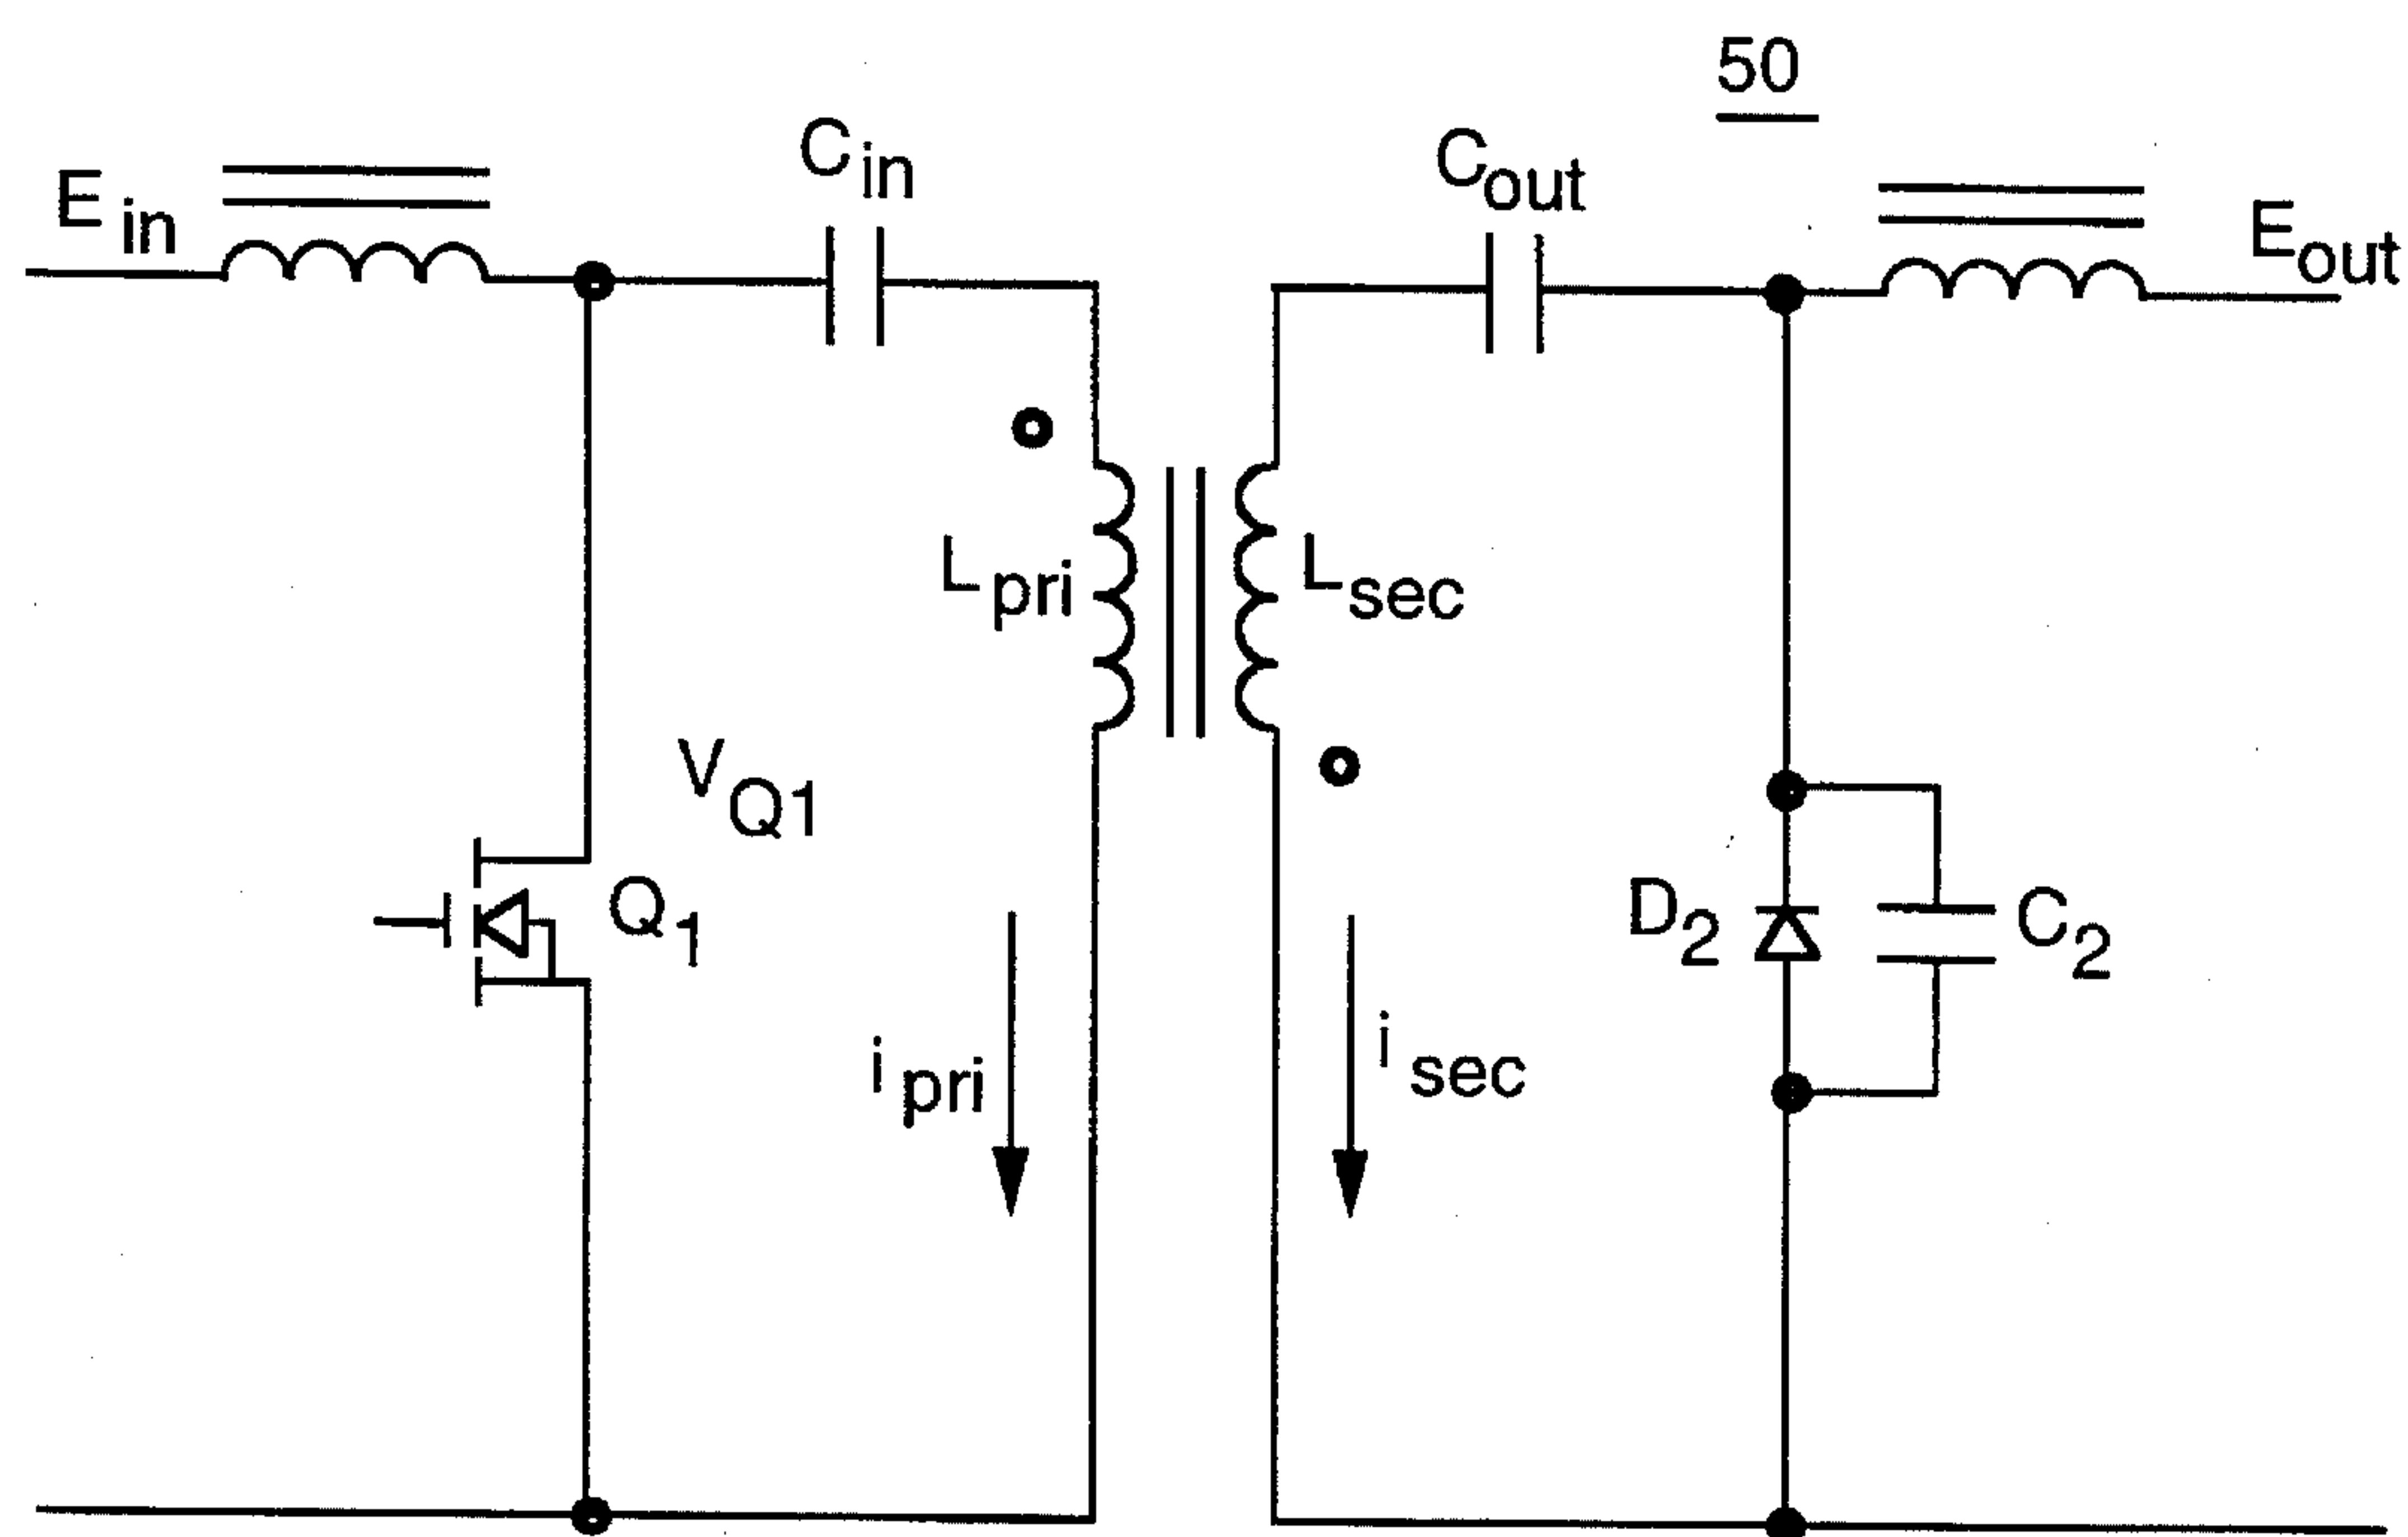 50
E in
C in
C out
E out
L pri
L sec
V Q1
Q 1
D 2
C 2
i pri
i sec